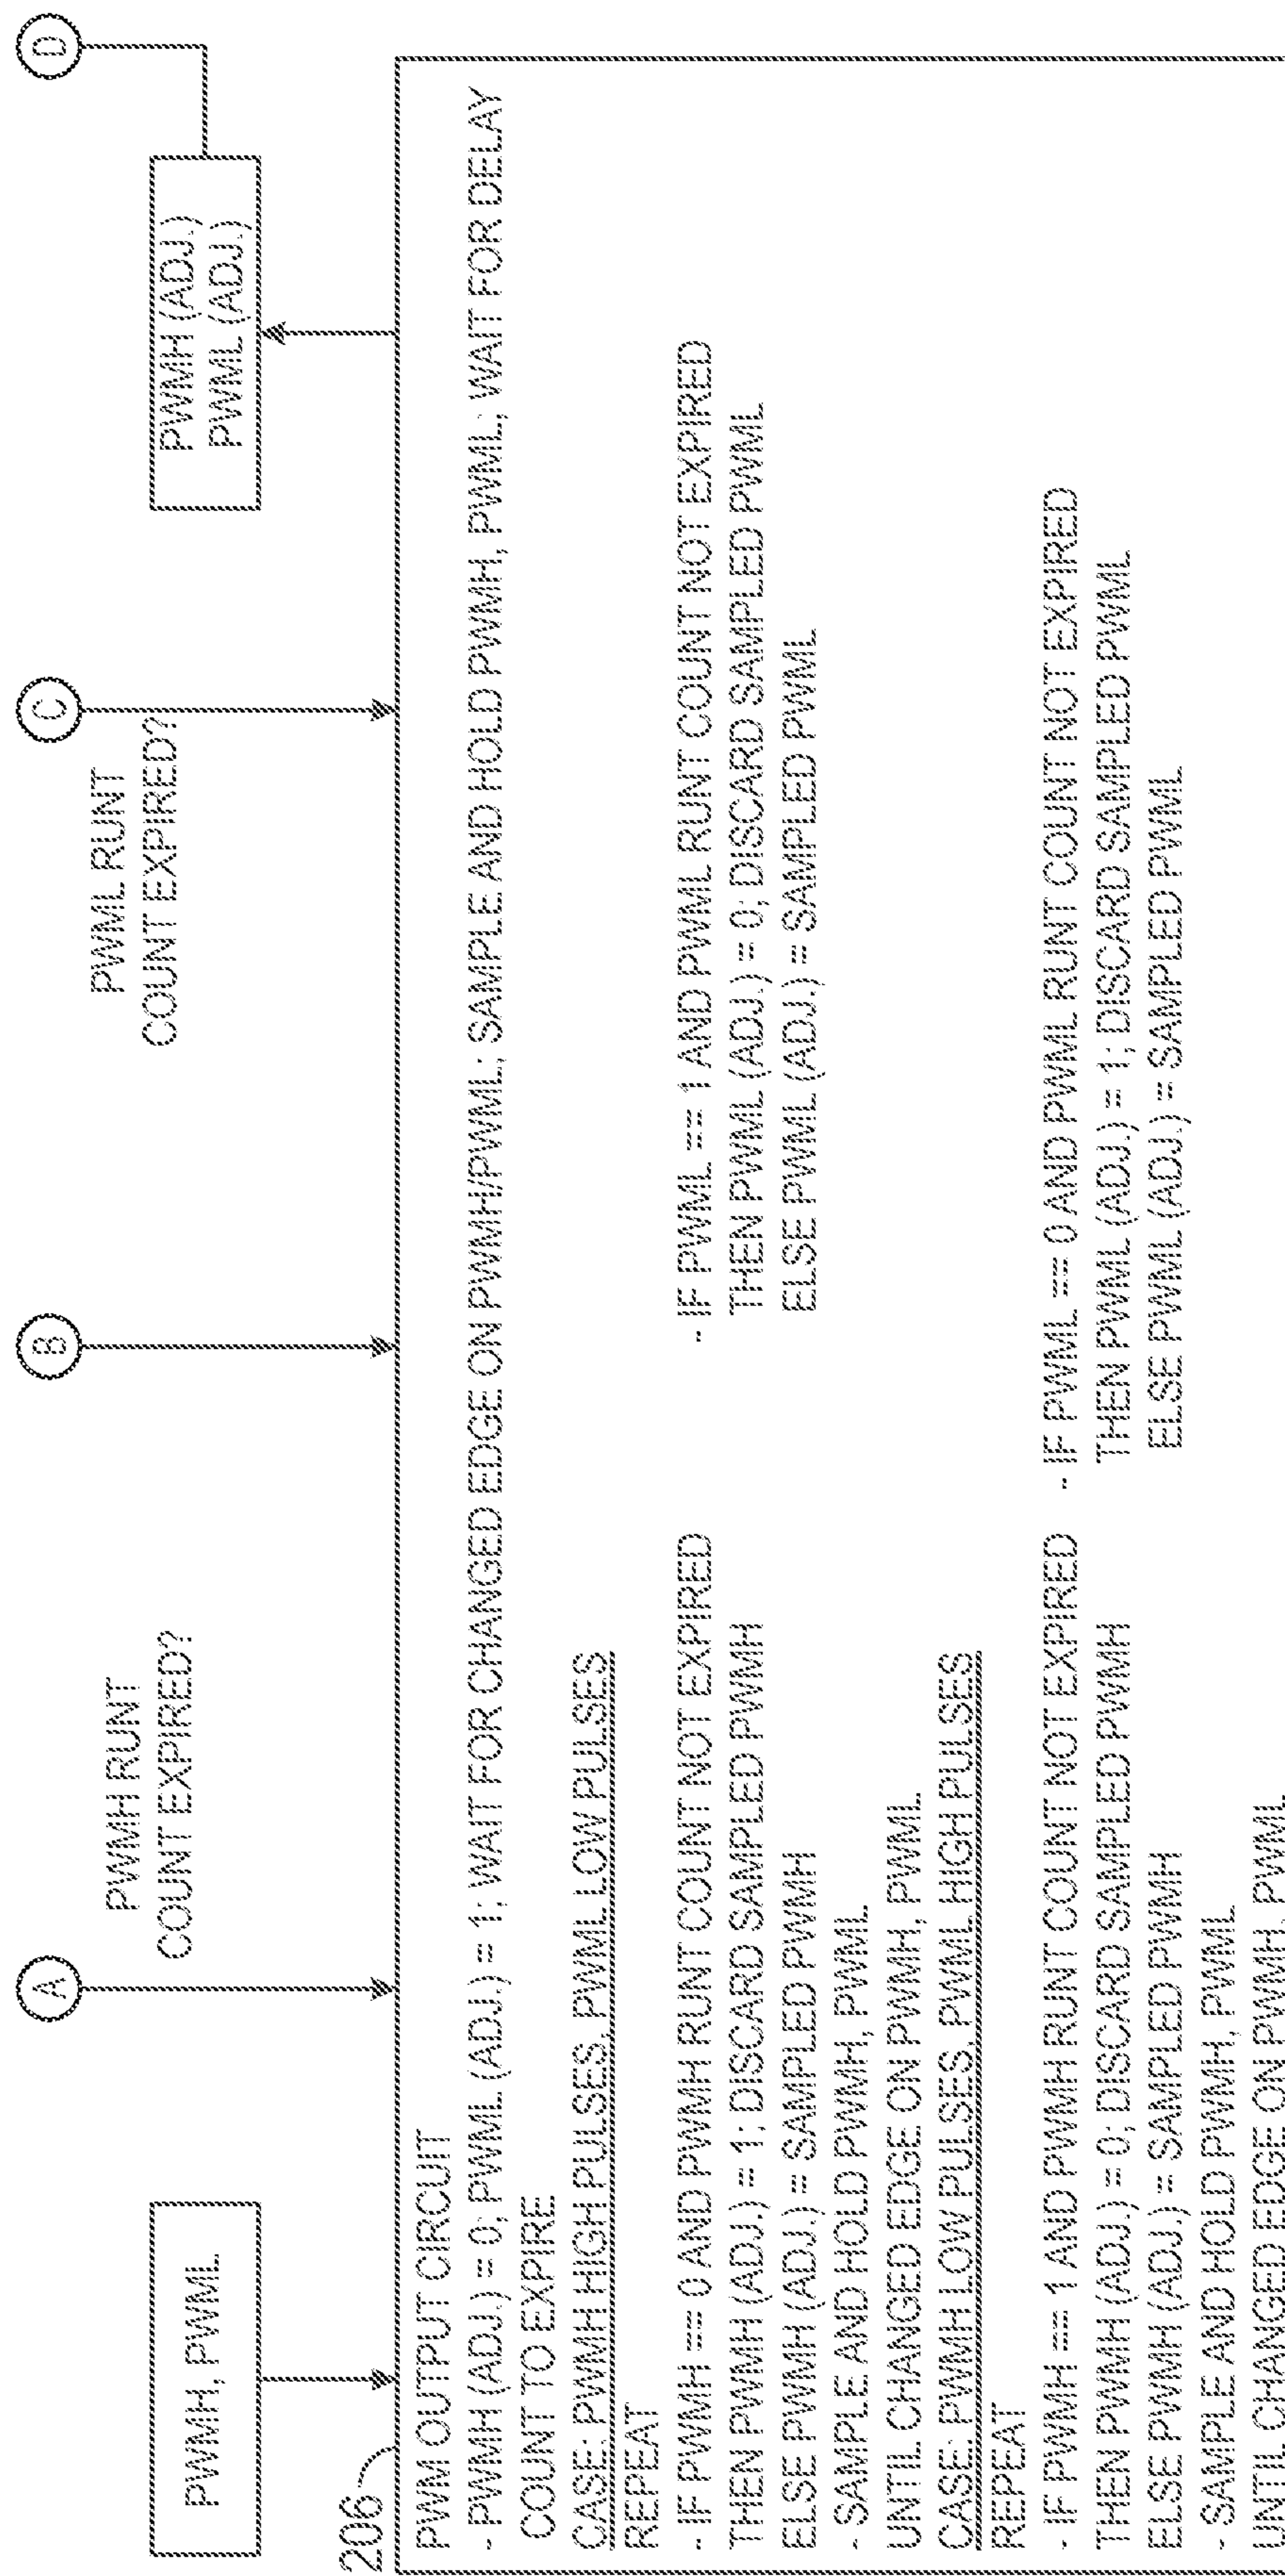 A
B
C
D
PWMH, PWML
PWMH RUNT
COUNT EXPIRED?
PWML RUNT
COUNT EXPIRED?
PWMH (ADJ.)
PWML (ADJ.)
206
PWM OUTPUT CIRCUIT
- PWMH (ADJ.) = 0; PWML (ADJ.) = 1; WAIT FOR CHANGED EDGE ON PWMH/PWML; SAMPLE AND HOLD PWMH, PWML; WAIT FOR DELAY
COUNT TO EXPIRE
CASE: PWMH HIGH PULSES, PWML LOW PULSES
REPEAT
- IF PWMH == 0 AND PWMH RUNT COUNT NOT EXPIRED
THEN PWMH (ADJ.) = 1; DISCARD SAMPLED PWMH
ELSE PWMH (ADJ.) = SAMPLED PWMH
- IF PWML == 1 AND PWML RUNT COUNT NOT EXPIRED
THEN PWML (ADJ.) = 0; DISCARD SAMPLED PWML
ELSE PWML (ADJ.) = SAMPLED PWML
- SAMPLE AND HOLD PWMH, PWML
UNTIL CHANGED EDGE ON PWMH, PWML
CASE: PWMH LOW PULSES, PWML HIGH PULSES
REPEAT
- IF PWMH == 1 AND PWMH RUNT COUNT NOT EXPIRED
THEN PWMH (ADJ.) = 0; DISCARD SAMPLED PWMH
ELSE PWMH (ADJ.) = SAMPLED PWMH
- IF PWML == 0 AND PWML RUNT COUNT NOT EXPIRED
THEN PWML (ADJ.) = 1; DISCARD SAMPLED PWML
ELSE PWML (ADJ.) = SAMPLED PWML
- SAMPLE AND HOLD PWMH, PWML
UNTIL CHANGED EDGE ON PWMH, PWML